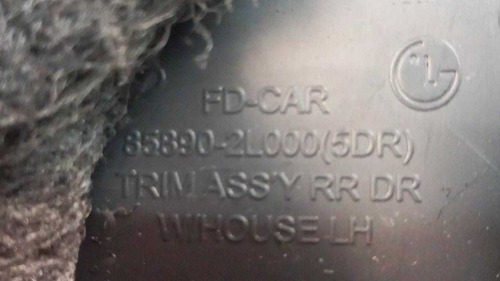 FD-CAR
85890-2L000(5DR)
TRIM ASS'Y RR DR
W/HOUSE LH